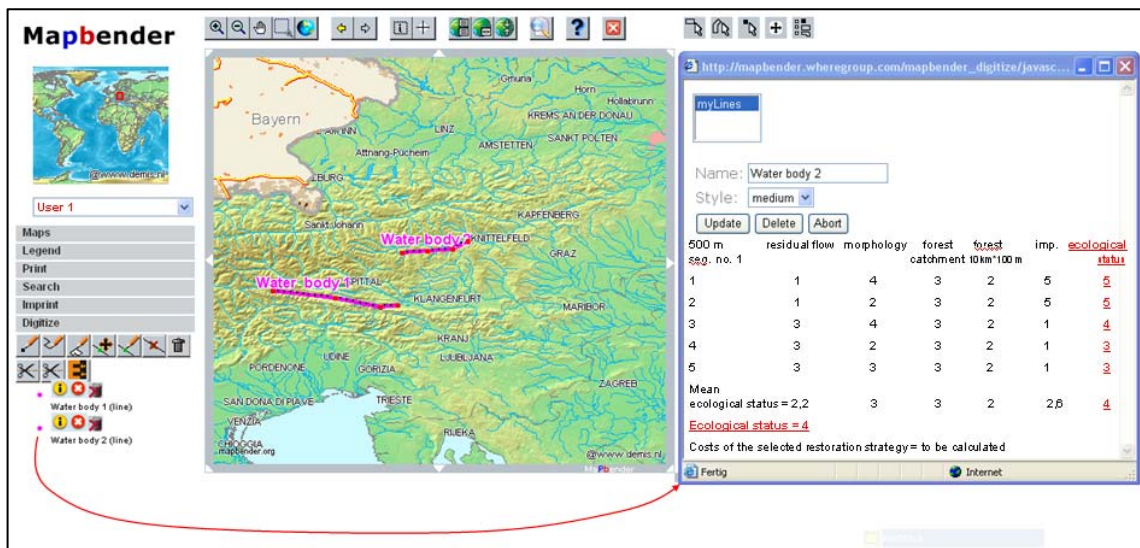 Mapbender
@www.demis.nl
User 1
Maps
Legend
Print
Search
Imprint
Digitize
Water body 1 (line)
Water body 2 (line)
Bayern
Gmuna
Horn
Hollabrunn
KREMS AN DER DONAU
LINZ
SANKT POLTEN
AMSTETTEN
Attnang-Pucheim
Sankt Johann
KAPFENBERG
Water body 2
KNITTELFELD
GRAZ
Water body 1
SPITTAL
KLANGENFURT
MARIBOR
KRANJ
LJUBLJANA
UDINE
PORDENONE
GORIZIA
ZAGREB
SAN DONA DI PIAVE
TRIESTE
VENZIA
RIJEKA
CHIOGGIA
mapbender.org
@www.demis.nl
MapBender
http://mapbender.wheregroup.com/mapbender_digitize/javasc...
myLines
Name: Water body 2
Style: medium
Update Delete Abort
500 m residual flow morphology forest forest imp. ecological
seg. no. 1 catchment 10 km*100 m status
1 1 4 3 2 5 5
2 1 2 3 2 5 5
3 3 4 3 2 1 4
4 3 2 3 2 1 3
5 3 3 3 2 1 3
Mean
ecological status = 2,2 3 3 2 2,6 4
Ecological status = 4
Costs of the selected restoration strategy = to be calculated
Fertig Internet